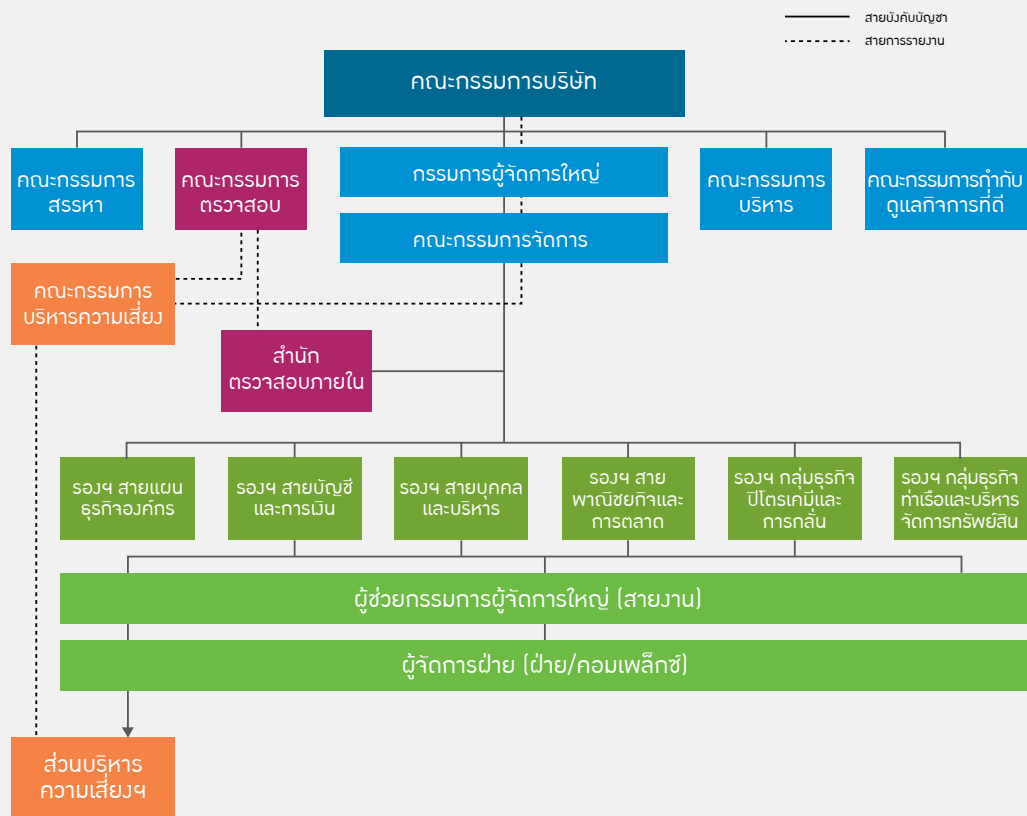 สายบังคับบัญชา
สายการรายงาน
คณะกรรมการบริษัท
คณะกรรมการ
สรรหา
คณะกรรมการ
ตรวจสอบ
กรรมการผู้จัดการใหญ่
คณะกรรมการจัดการ
คณะกรรมการ
บริหาร
คณะกรรมการกำกับ
ดูแลกิจการที่ดี
คณะกรรมการ
บริหารความเสี่ยง
สำนัก
ตรวจสอบภายใน
รองฯ สายแผน
ธุรกิจองค์กร
รองฯ สายบัญชี
และการเงิน
รองฯ สายบุคคล
และบริหาร
รองฯ สาย
พาณิชยกิจและ
การตลาด
รองฯ กลุ่มธุรกิจ
ปิโตรเคมีและ
การกลั่น
รองฯ กลุ่มธุรกิจ
ท่าเรือและบริหาร
จัดการทรัพย์สิน
ผู้ช่วยกรรมการผู้จัดการใหญ่ (สายงาน)
ผู้จัดการฝ่าย (ฝ่าย/คอมเพล็กซ์)
ส่วนบริหาร
ความเสี่ยงฯ